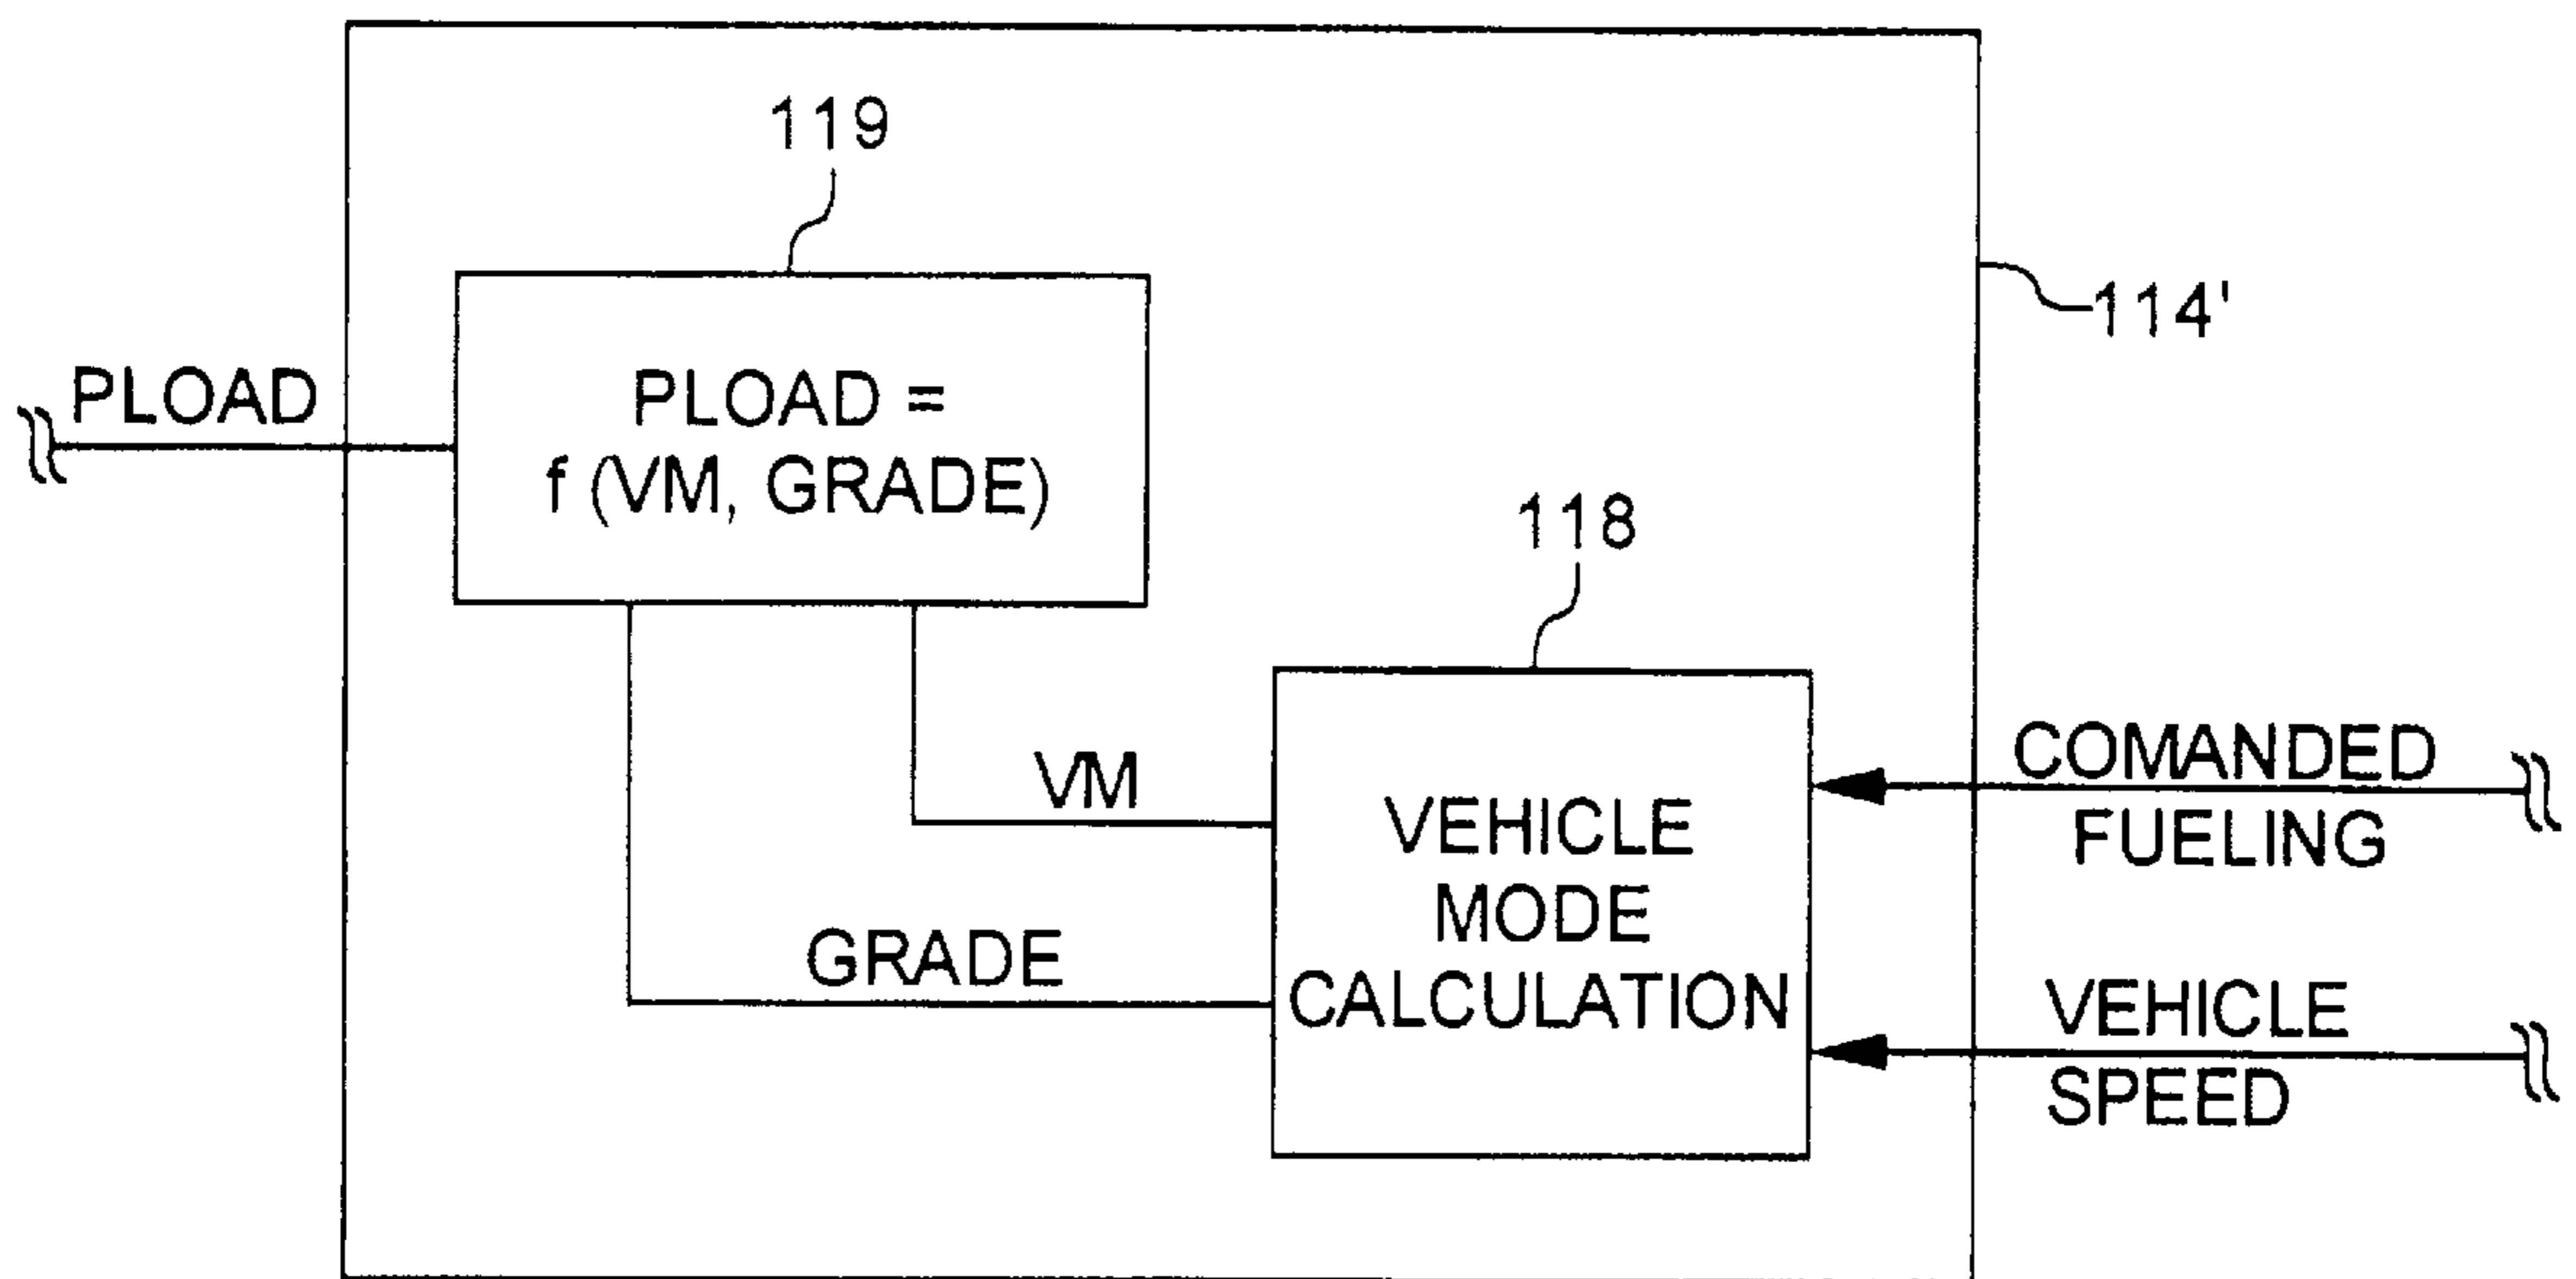 119
114'
PLOAD
PLOAD =
f (VM, GRADE)
118
VM
GRADE
VEHICLE
MODE
CALCULATION
COMANDED
FUELING
VEHICLE
SPEED